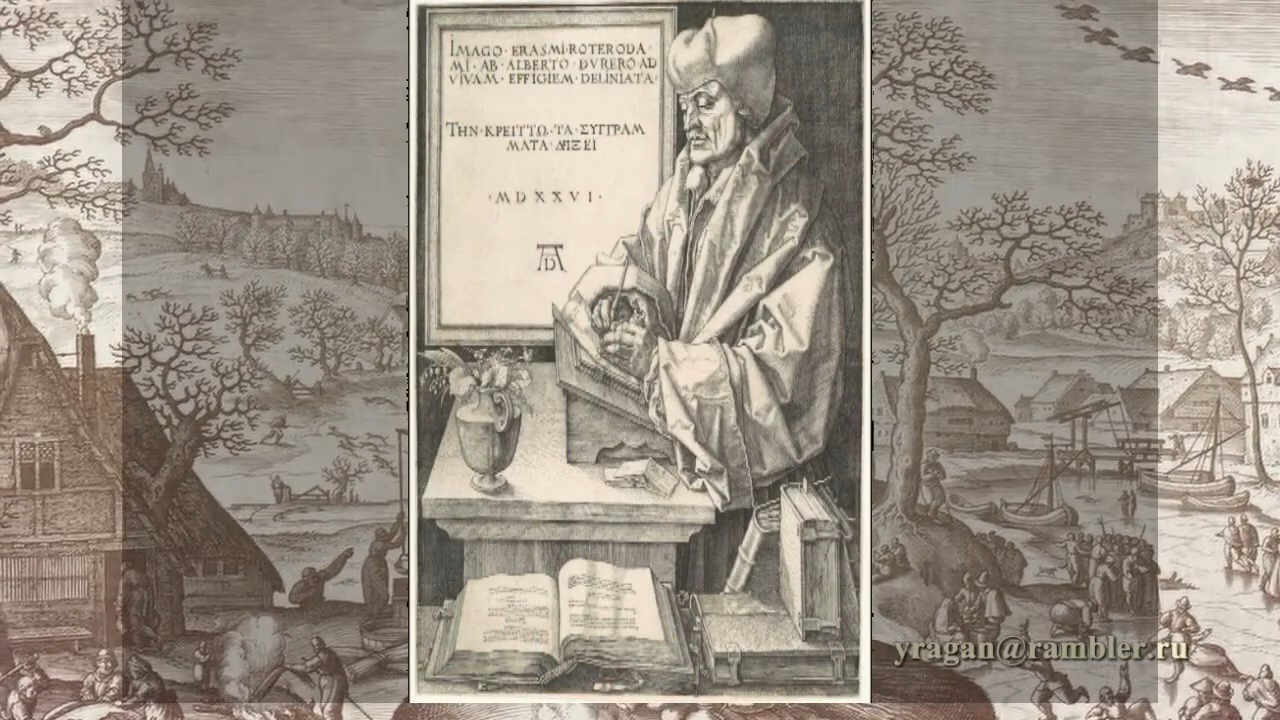 IMAGO · ERASMI · ROTERODA ·
MI · AB · ALBERTO · DVRERO · AD
VIVAM · EFFIGIEM · DELINIATA ·
ΤΗΝ · ΚΡΕΙΤΤΩ · ΤΑ · ΣΥΓΓΡΑΜ
ΜΑΤΑ · ΔΙΞΕΙ
· MDXXVI ·
AD
yragan@rambler.ru